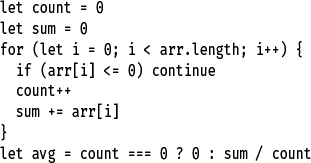 let count = 0
let sum = 0
for (let i = 0; i < arr.length; i++) {
  if (arr[i] <= 0) continue
  count++
  sum += arr[i]
}
let avg = count === 0 ? 0 : sum / count